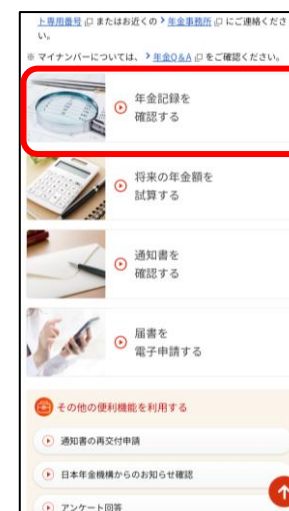 ト専用番号 またはお近くの 年金事務所 にご連絡くださ
い。
※ マイナンバーについては、 年金Q&A をご確認ください。
年金記録を
確認する
将来の年金額を
試算する
通知書を
確認する
届書を
電子申請する
その他の便利機能を利用する
通知書の再交付申請
日本年金機構からのお知らせ確認
アンケート回答